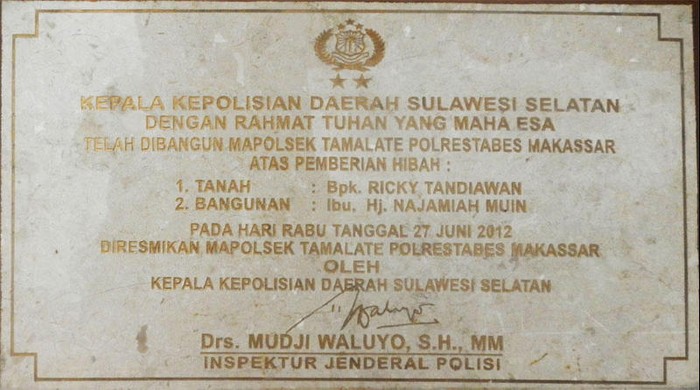 KEPALA KEPOLISIAN DAERAH SULAWESI SELATAN
DENGAN RAHMAT TUHAN YANG MAHA ESA
TELAH DIBANGUN MAPOLSEK TAMALATE POLRESTABES MAKASSAR
ATAS PEMBERIAN HIBAH :
1. TANAH : Bpk. RICKY TANDIAWAN
2. BANGUNAN : Ibu. Hj. NAJAMIAH MUIN
PADA HARI RABU TANGGAL 27 JUNI 2012
DIRESMIKAN MAPOLSEK TAMALATE POLRESTABES MAKASSAR
OLEH
KEPALA KEPOLISIAN DAERAH SULAWESI SELATAN
Drs. MUDJI WALUYO, S.H., MM
INSPEKTUR JENDERAL POLISI